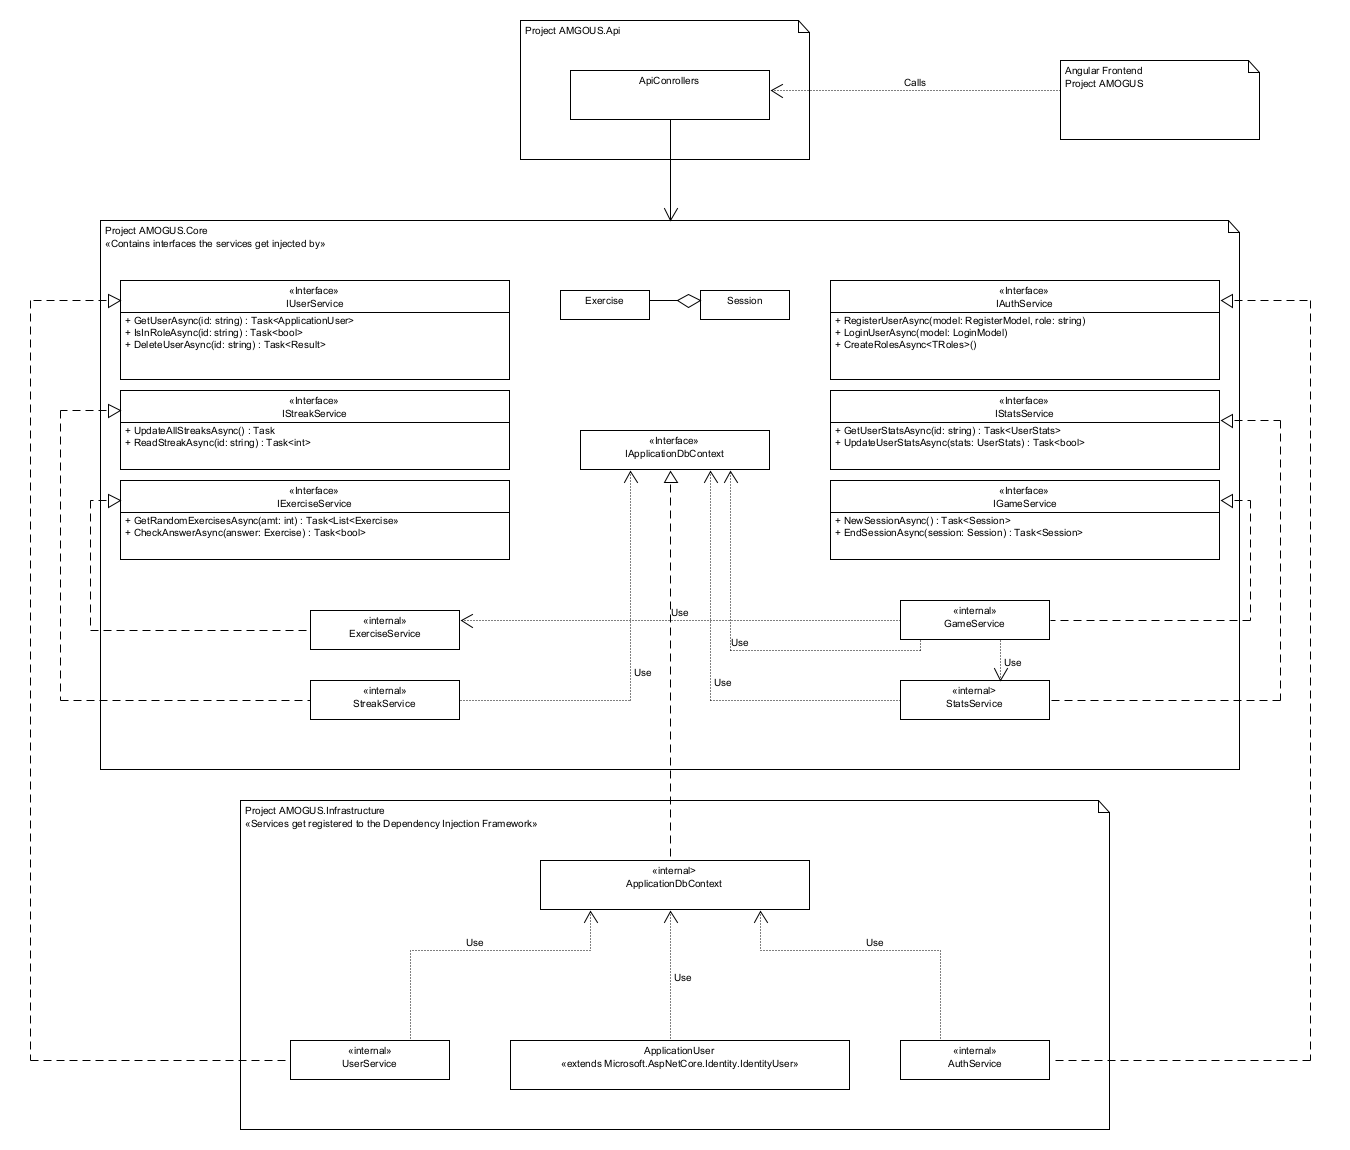 Project AMGOUS.Api
ApiConrollers
Calls
Angular Frontend
Project AMOGUS
Project AMOGUS.Core
«Contains interfaces the services get injected by»
«Interface»
IUserService
+ GetUserAsync(id: string) : Task<ApplicationUser>
+ IsInRoleAsync(id: string) : Task<bool>
+ DeleteUserAsync(id: string) : Task<Result>
Exercise
Session
«Interface»
IAuthService
+ RegisterUserAsync(model: RegisterModel, role: string)
+ LoginUserAsync(model: LoginModel)
+ CreateRolesAsync<TRoles>()
«Interface»
IStreakService
+ UpdateAllStreaksAsync() : Task
+ ReadStreakAsync(id: string) : Task<int>
«Interface»
IApplicationDbContext
«Interface»
IStatsService
+ GetUserStatsAsync(id: string) : Task<UserStats>
+ UpdateUserStatsAsync(stats: UserStats) : Task<bool>
«Interface»
IExerciseService
+ GetRandomExercisesAsync(amt: int) : Task<List<Exercise»
+ CheckAnswerAsync(answer: Exercise) : Task<bool>
«Interface»
IGameService
+ NewSessionAsync() : Task<Session>
+ EndSessionAsync(session: Session) : Task<Session>
«internal»
ExerciseService
Use
«internal»
GameService
Use
Use
Use
Use
«internal»
StreakService
«internal>
StatsService
Project AMOGUS.Infrastructure
«Services get registered to the Dependency Injection Framework»
«internal>
ApplicationDbContext
Use
Use
Use
«internal»
UserService
ApplicationUser
«extends Microsoft.AspNetCore.Identity.IdentityUser»
«internal»
AuthService